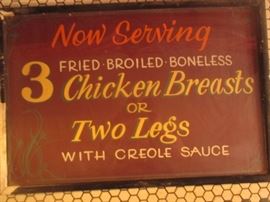 Now Serving
FRIED · BROILED · BONELESS
3 Chicken Breasts
OR
Two Legs
WITH CREOLE SAUCE